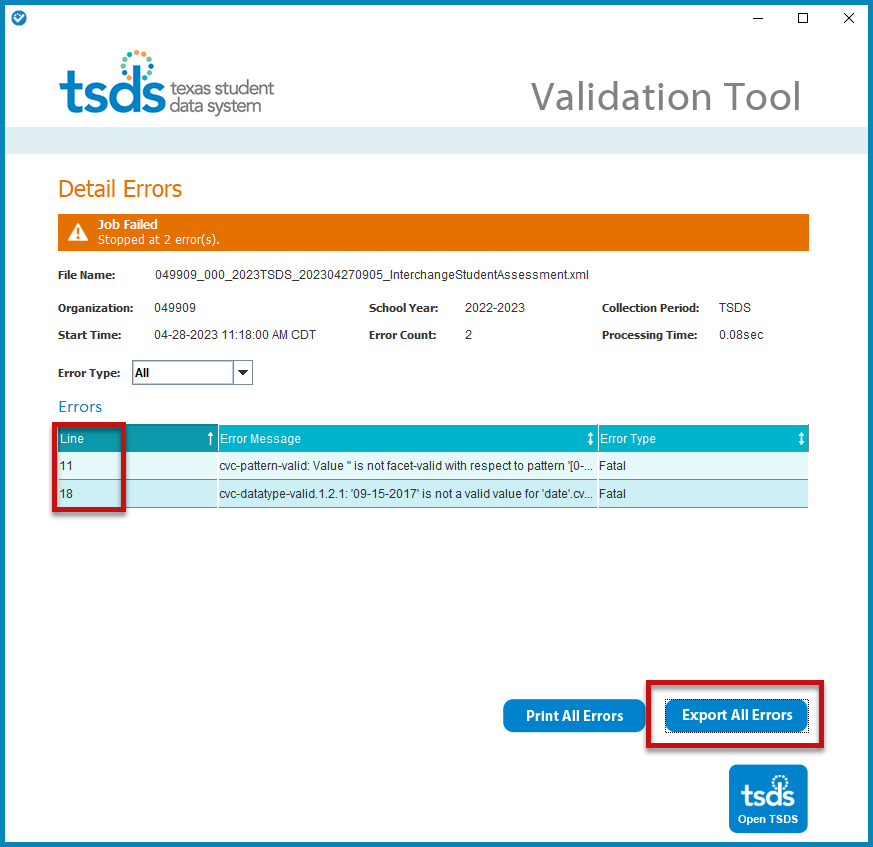 tsds texas student
data system
Validation Tool
Detail Errors
Job Failed
Stopped at 2 error(s).
File Name: 049909_000_2023TSDS_202304270905_InterchangeStudentAssessment.xml
Organization: 049909 School Year: 2022-2023 Collection Period: TSDS
Start Time: 04-28-2023 11:18:00 AM CDT Error Count: 2 Processing Time: 0.08sec
Error Type: All
Errors
Line Error Message Error Type
11 cvc-pattern-valid: Value '' is not facet-valid with respect to pattern '[0-... Fatal
18 cvc-datatype-valid.1.2.1: '09-15-2017' is not a valid value for 'date'.cv... Fatal
Print All Errors Export All Errors
tsds
Open TSDS